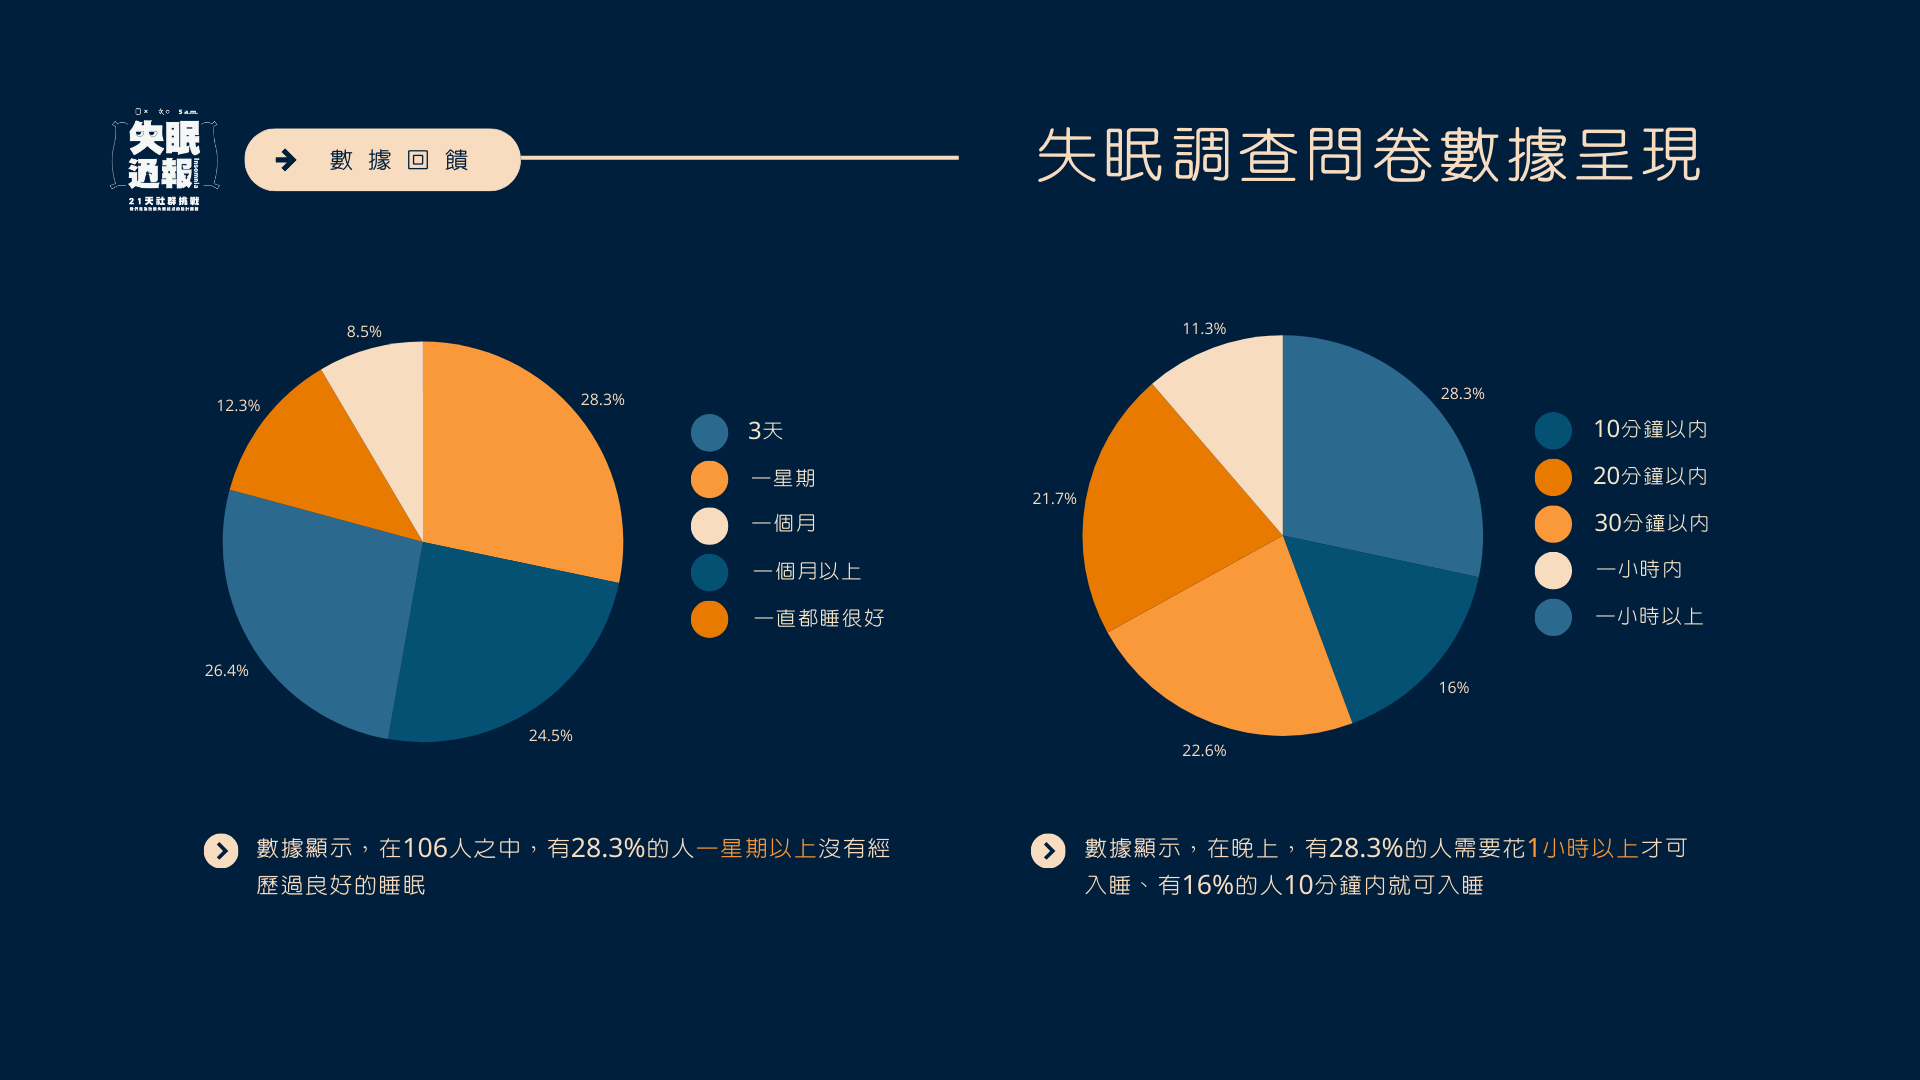 失眠
通報
Insomnia
21天社群挑戰
數據回饋
失眠調查問卷數據呈現
8.5%
12.3%
28.3%
26.4%
24.5%
3天
一星期
一個月
一個月以上
一直都睡很好
11.3%
28.3%
21.7%
16%
22.6%
10分鐘以內
20分鐘以內
30分鐘以內
一小時內
一小時以上
數據顯示，在106人之中，有28.3%的人一星期以上沒有經
歷過良好的睡眠
數據顯示，在晚上，有28.3%的人需要花1小時以上才可
入睡、有16%的人10分鐘內就可入睡